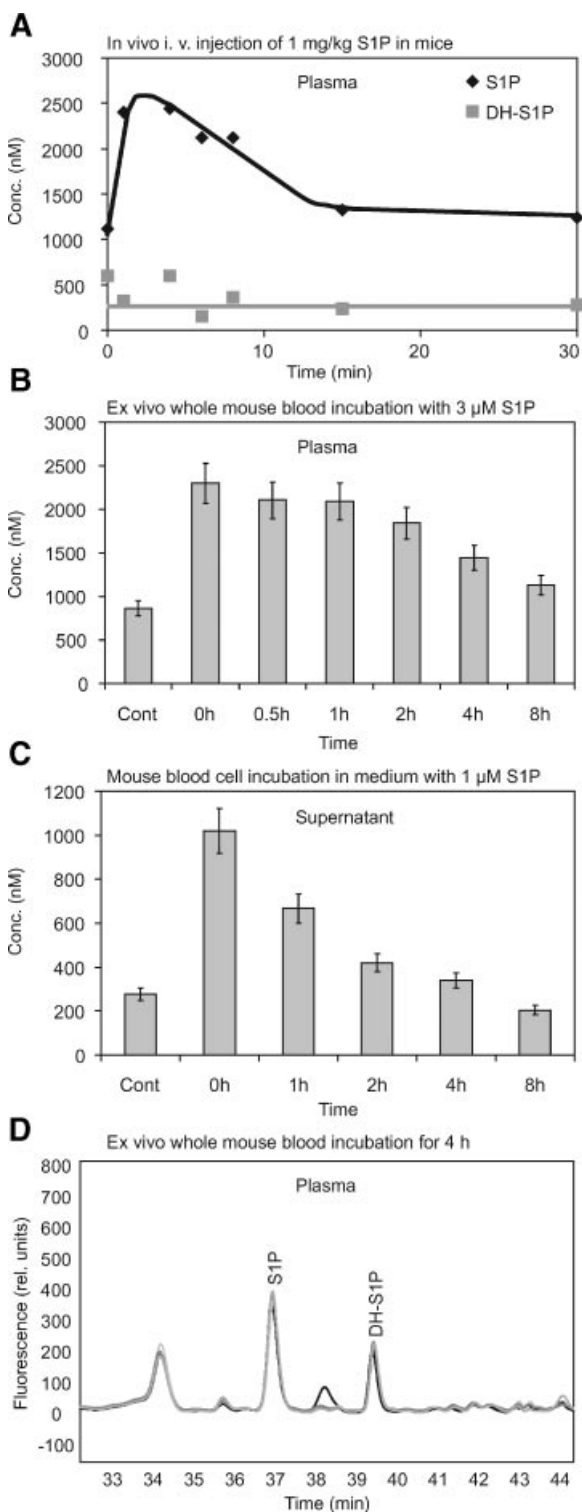 A
In vivo i. v. injection of 1 mg/kg S1P in mice
Plasma
S1P
DH-S1P
Conc. (nM)
3000
2500
2000
1500
1000
500
0
0 10 20 30
Time (min)
B
Ex vivo whole mouse blood incubation with 3 µM S1P
Plasma
Conc. (nM)
3000
2500
2000
1500
1000
500
0
Cont 0h 0.5h 1h 2h 4h 8h
Time
C
Mouse blood cell incubation in medium with 1 µM S1P
Supernatant
Conc. (nM)
1200
1000
800
600
400
200
0
Cont 0h 1h 2h 4h 8h
Time
D
Ex vivo whole mouse blood incubation for 4 h
Plasma
Fluorescence (rel. units)
800
700
600
500
400
300
200
100
0
-100
S1P
DH-S1P
33 34 35 36 37 38 39 40 41 42 43 44
Time (min)